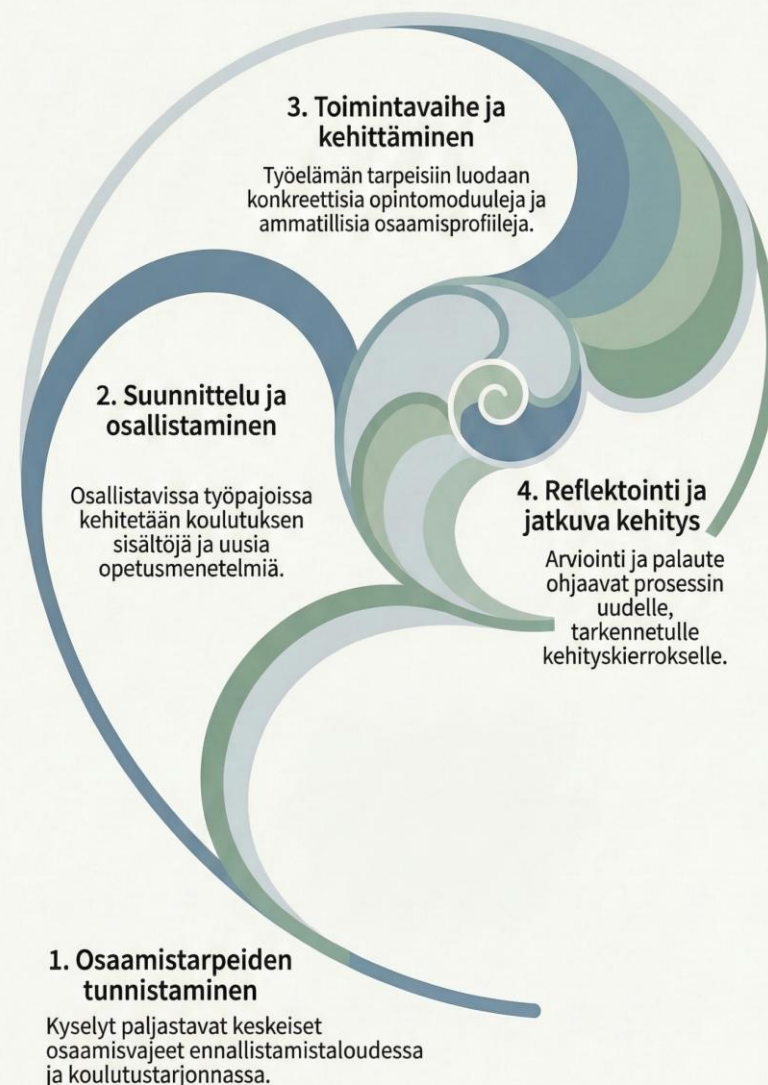 3. Toimintavaihe ja
kehittäminen
Työelämän tarpeisiin luodaan
konkreettisia opintomoduuleja ja
ammatillisia osaamisprofiileja.
2. Suunnittelu ja
osallistaminen
Osallistavissa työpajoissa
kehitetään koulutuksen
sisältöjä ja uusia
opetusmenetelmiä.
4. Reflektointi ja
jatkuva kehitys
Arviointi ja palaute
ohjaavat prosessin
uudelle,
tarkennetulle
kehityskierrokselle.
1. Osaamistarpeiden
tunnistaminen
Kyselyt paljastavat keskeiset
osaamisvajeet ennallistamistaloudessa
ja koulutustarjonnassa.